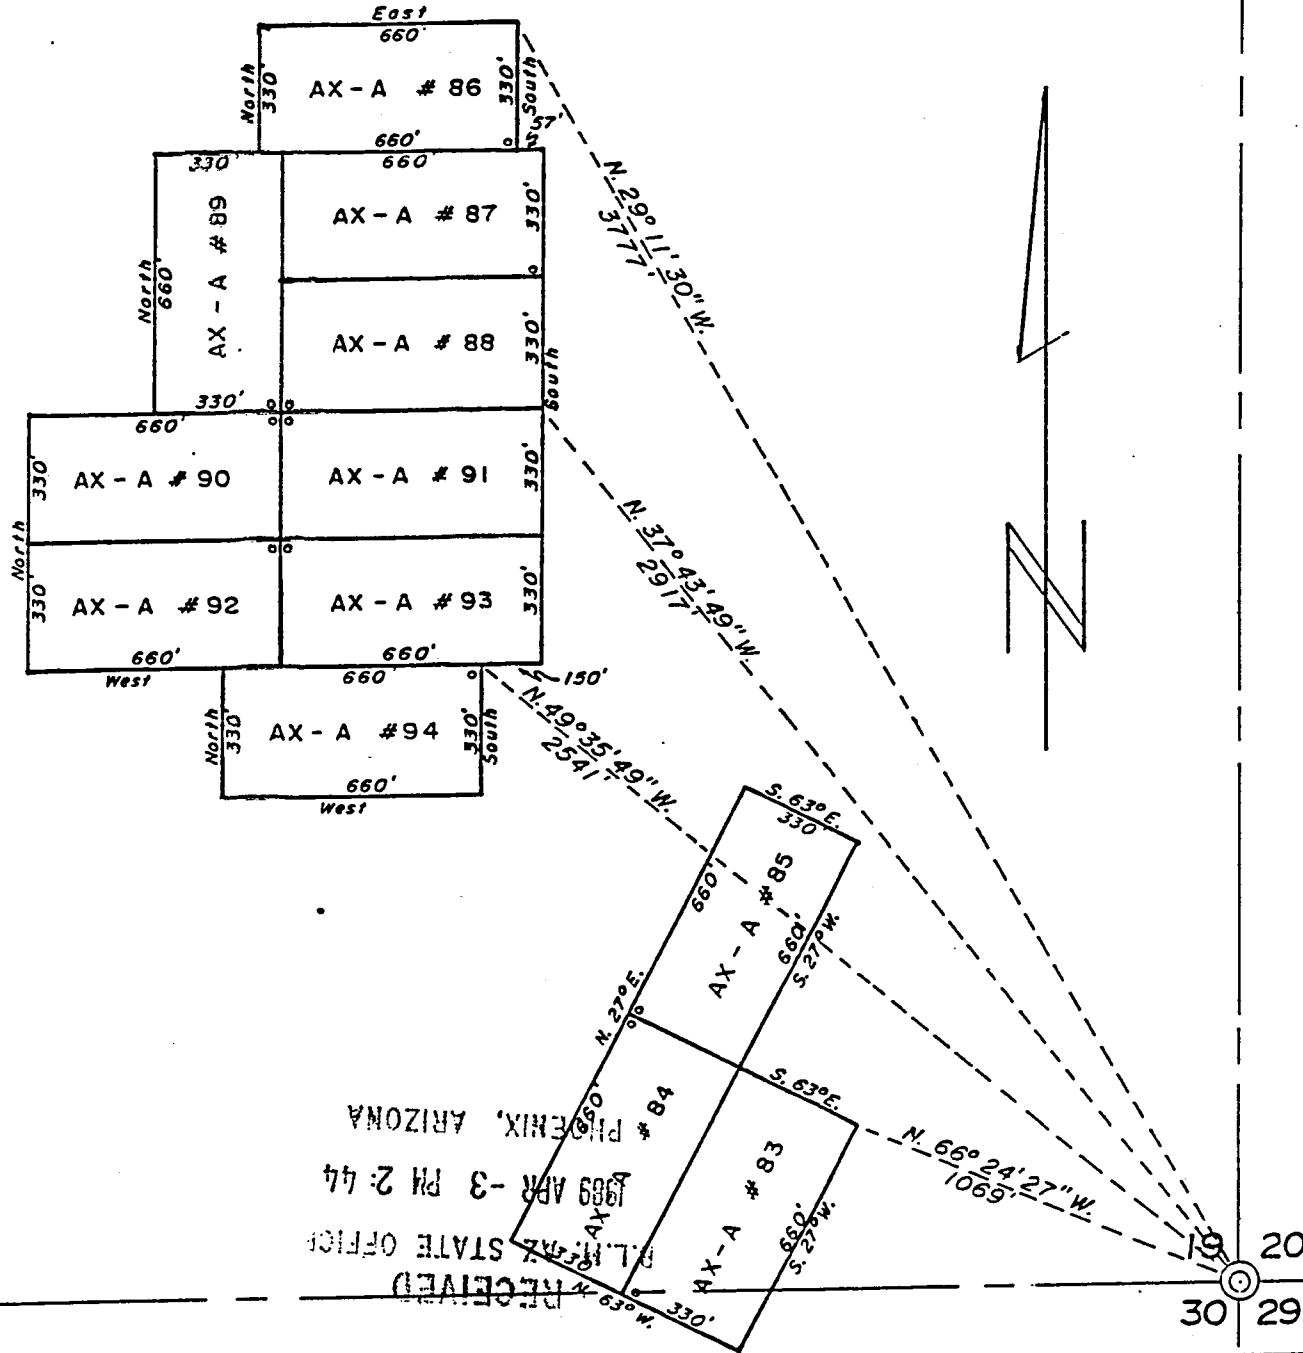 East
660'
North
330'
AX-A # 86
330'
South
660'
57'
330'
660'
North
660'
AX-A # 89
AX-A # 87
330'
AX-A # 88
330'
South
330'
N. 29° 11' 30" W.
3777'
660'
330'
AX-A # 90
AX-A # 91
330'
North
N. 37° 43' 49" W.
2917'
330'
AX-A # 92
AX-A # 93
330'
660'
West
660'
660'
150'
N. 49° 35' 49" W.
2541'
North
330'
AX-A # 94
330'
South
660'
West
N
S. 63° E.
330'
660'
AX-A # 85
660'
S. 27° W.
N. 27° E.
660'
AX-A # 84
S. 63° E.
N. 66° 24' 27" W.
1069'
AX-A # 83
660'
S. 27° W.
330'
N. 63° W.
330'
19 20
30 29
RECEIVED
B.L.M. AZ STATE OFFICE
1989 APR -3 PM 2:44
PHOENIX, ARIZONA